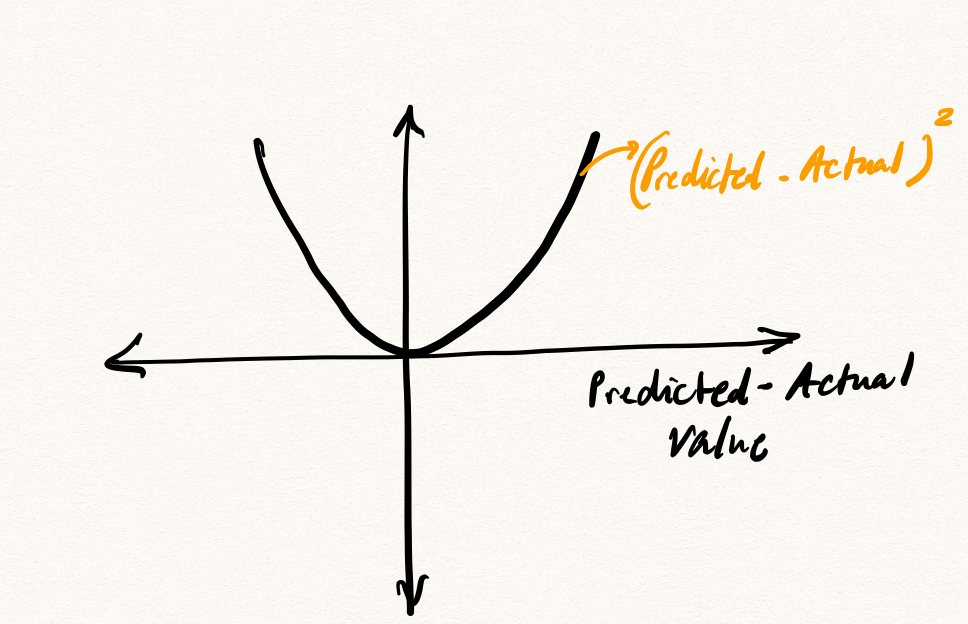 (Predicted - Actual)²
Predicted - Actual
Value